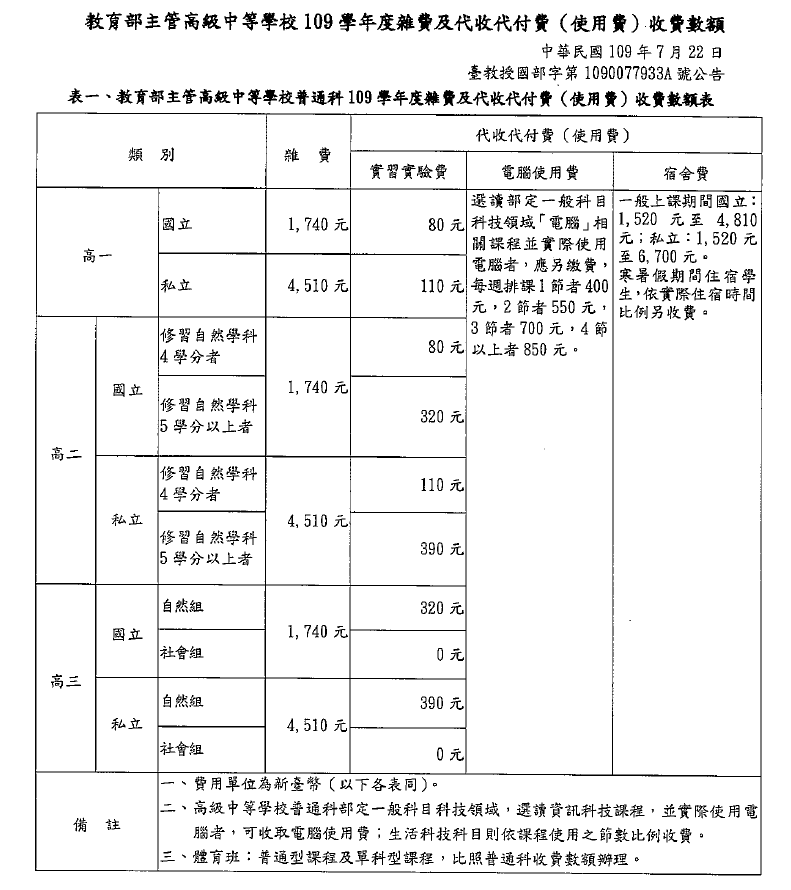 教育部主管高級中等學校 109 學年度雜費及代收代付費（使用費）收費數額
中華民國 109 年 7 月 22 日
臺教授國部字第 1090077933A 號公告
表一、教育部主管高級中等學校普通科 109 學年度雜費及代收代付費（使用費）收費數額表
類 別
雜 費
代收代付費（使用費）
實習實驗費
電腦使用費
宿舍費
高一
國立
1,740 元
80 元
私立
4,510 元
110 元
選讀部定一般科目
科技領域「電腦」相
關課程並實際使用
電腦者，應另繳費，
每週排課 1 節者 400
元，2 節者 550 元，
3 節者 700 元，4 節
以上者 850 元。
一般上課期間國立：
1,520 元至 4,810
元；私立：1,520 元
至 6,700 元。
寒暑假期間住宿學
生，依實際住宿時間
比例另收費。
高二
國立
修習自然學科
4 學分者
1,740 元
80 元
修習自然學科
5 學分以上者
320 元
私立
修習自然學科
4 學分者
4,510 元
110 元
修習自然學科
5 學分以上者
390 元
高三
國立
自然組
1,740 元
320 元
社會組
0 元
私立
自然組
4,510 元
390 元
社會組
0 元
備 註
一、費用單位為新臺幣（以下各表同）。
二、高級中等學校普通科部定一般科目科技領域，選讀資訊科技課程，並實際使用電
腦者，可收取電腦使用費；生活科技科目則依課程使用之節數比例收費。
三、體育班：普通型課程及單科型課程，比照普通科收費數額辦理。